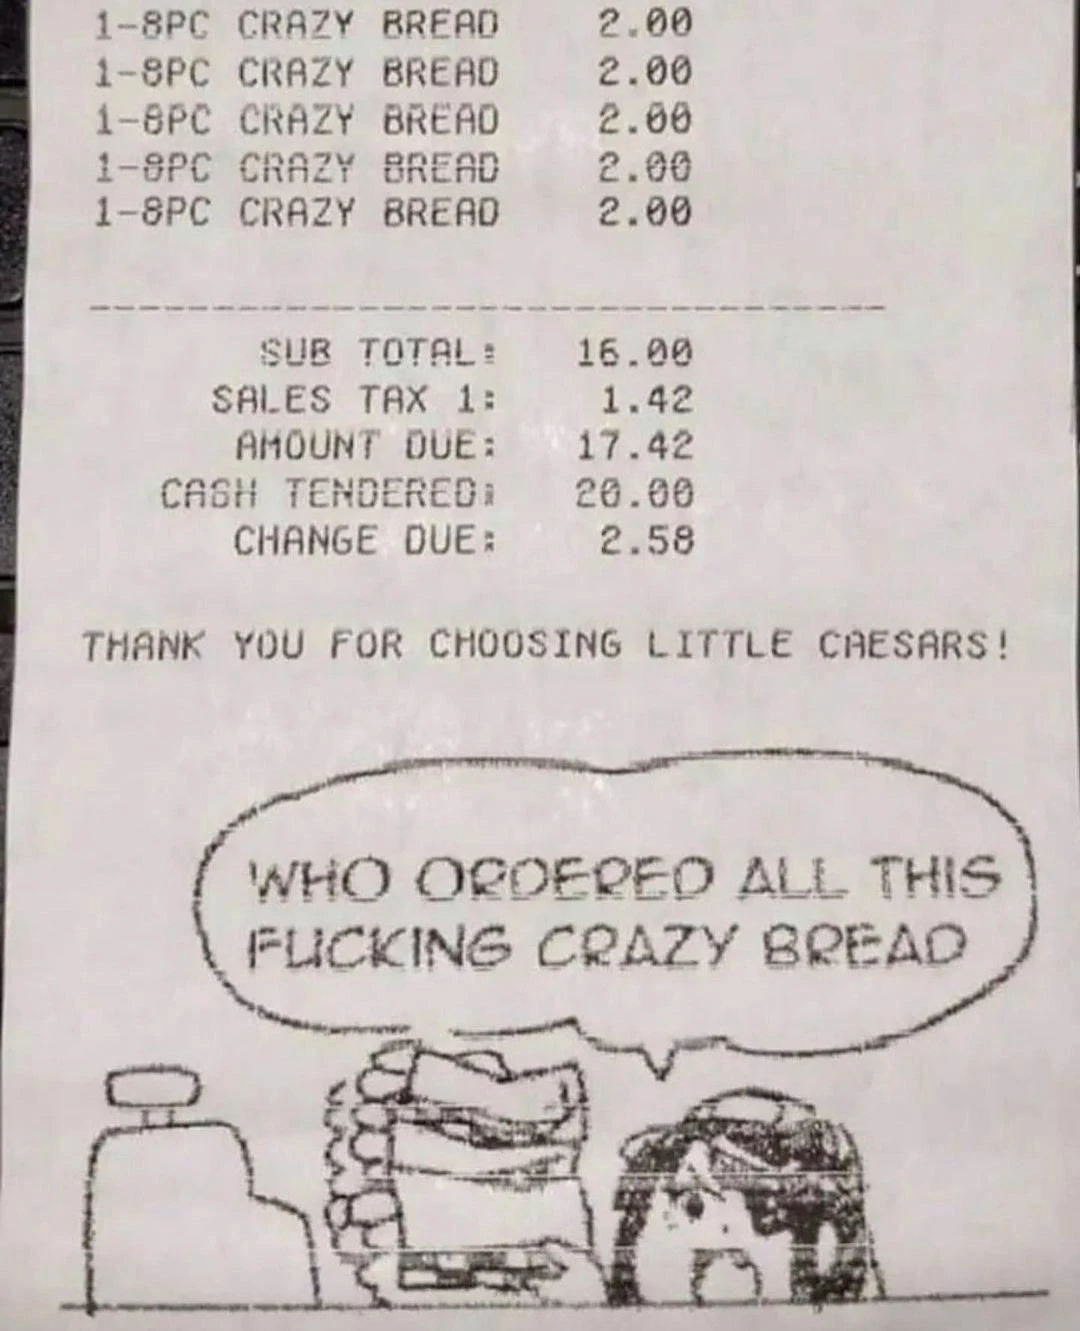 1-8PC CRAZY BREAD 2.00
1-8PC CRAZY BREAD 2.00
1-8PC CRAZY BREAD 2.00
1-8PC CRAZY BREAD 2.00
1-8PC CRAZY BREAD 2.00
SUB TOTAL: 16.00
SALES TAX 1: 1.42
AMOUNT DUE: 17.42
CASH TENDERED: 20.00
CHANGE DUE: 2.58
THANK YOU FOR CHOOSING LITTLE CAESARS!
WHO ORDERED ALL THIS
FUCKING CRAZY BREAD